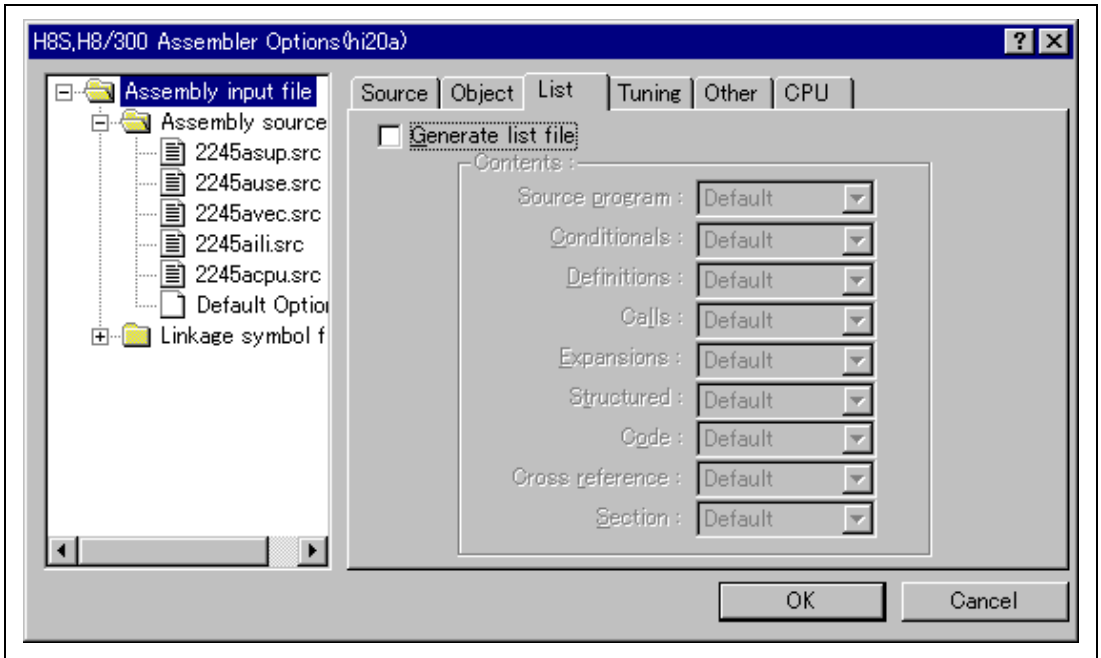 H8S,H8/300 Assembler Options(hi20a)
Assembly input file
Assembly source
2245asup.src
2245ause.src
2245avec.src
2245aili.src
2245acpu.src
Default Option
Linkage symbol f
Source Object List Tuning Other CPU
Generate list file
Contents :
Source program : Default
Conditionals : Default
Definitions : Default
Calls : Default
Expansions : Default
Structured : Default
Code : Default
Cross reference : Default
Section : Default
OK Cancel